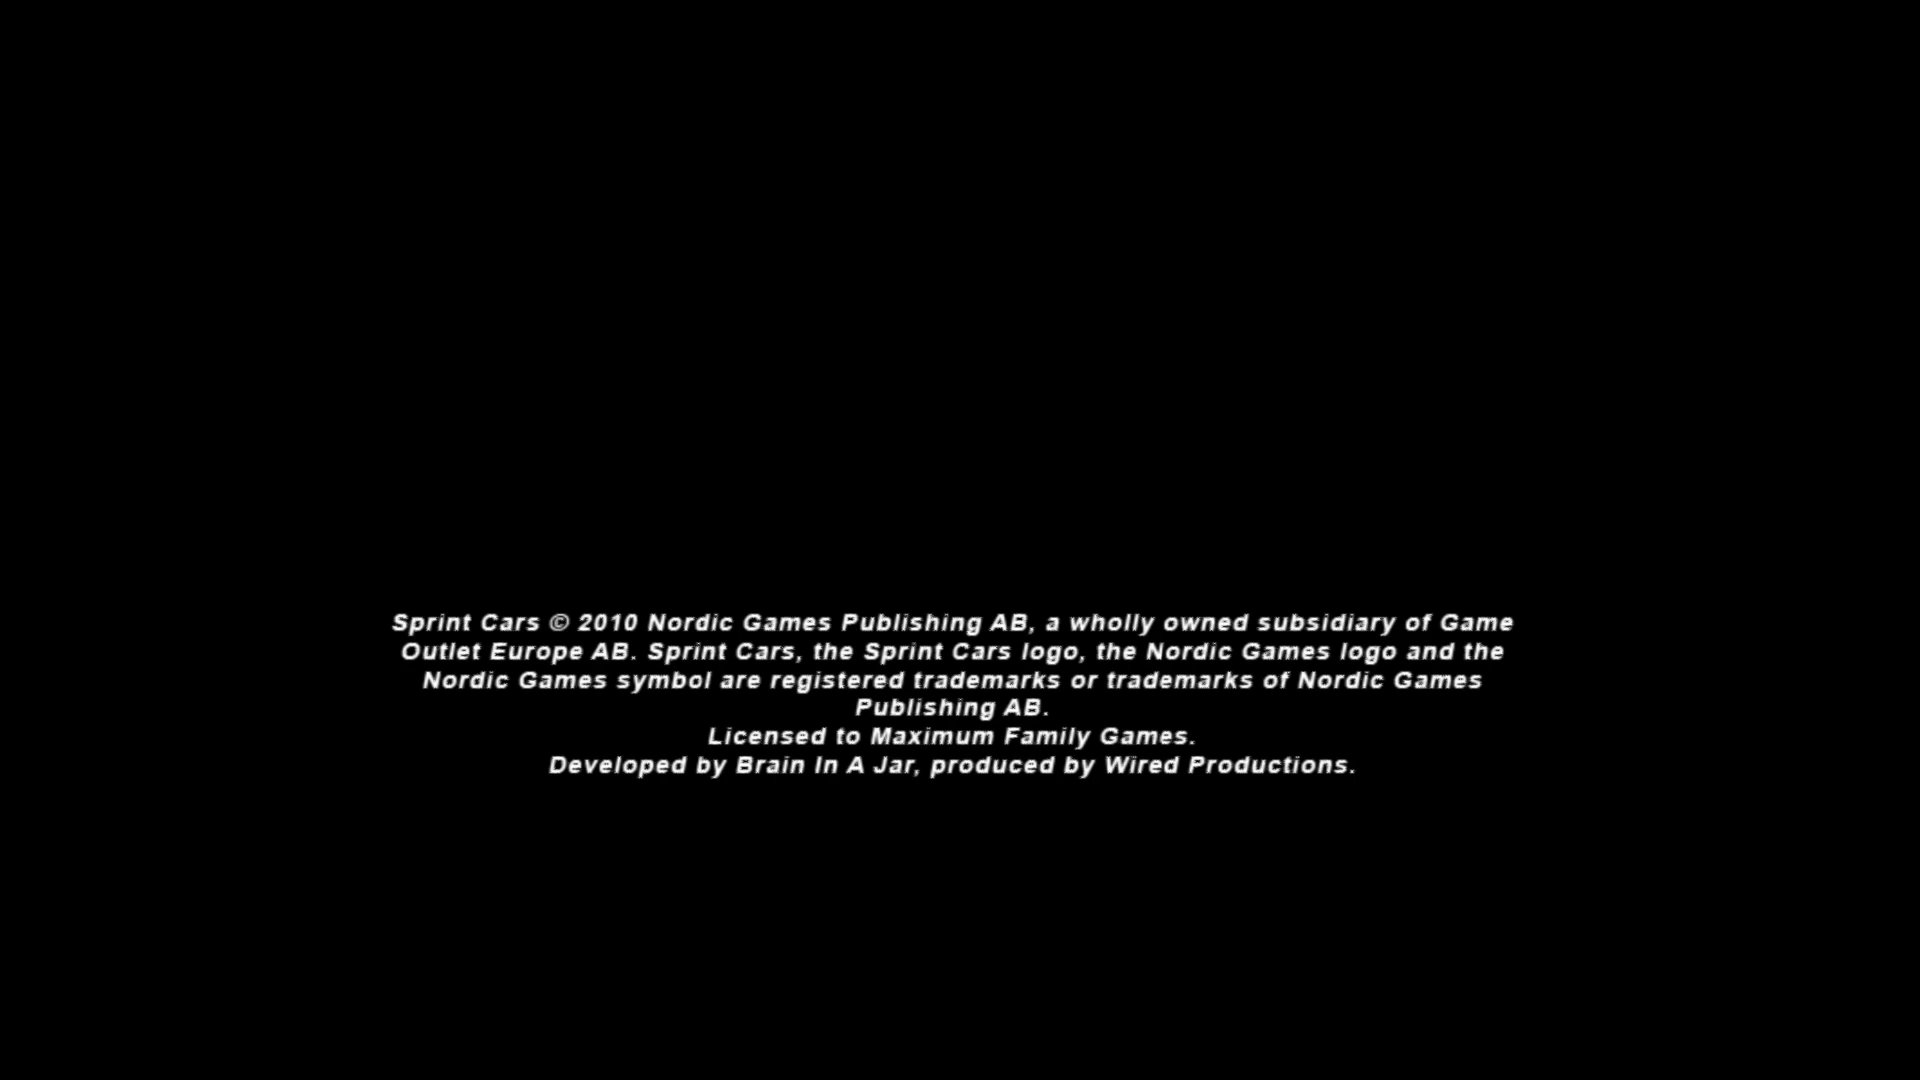 Sprint Cars © 2010 Nordic Games Publishing AB, a wholly owned subsidiary of Game
Outlet Europe AB. Sprint Cars, the Sprint Cars logo, the Nordic Games logo and the
Nordic Games symbol are registered trademarks or trademarks of Nordic Games
Publishing AB.
Licensed to Maximum Family Games.
Developed by Brain In A Jar, produced by Wired Productions.